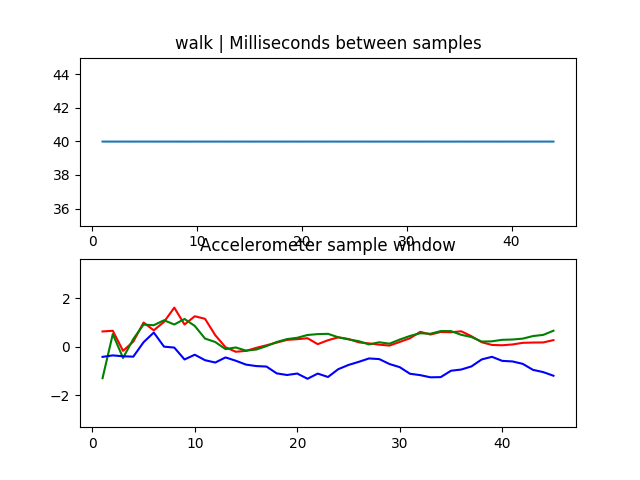 walk | Milliseconds between samples
44
42
40
38
36
0 10 20 30 40
Accelerometer sample window
2
0
−2
0 10 20 30 40